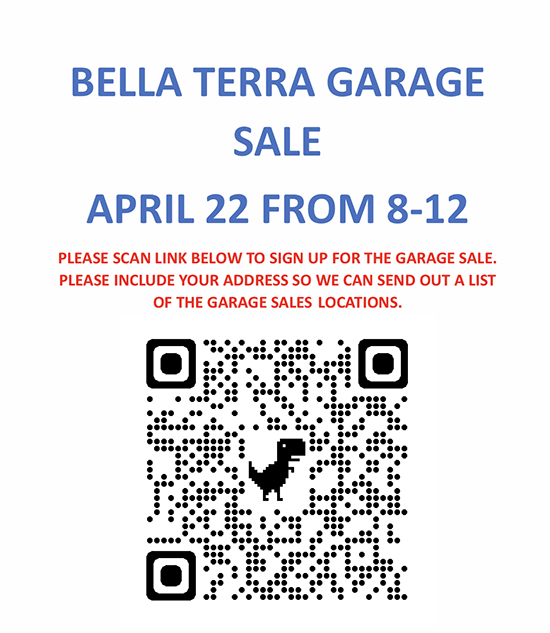 BELLA TERRA GARAGE
SALE
APRIL 22 FROM 8-12
PLEASE SCAN LINK BELOW TO SIGN UP FOR THE GARAGE SALE.
PLEASE INCLUDE YOUR ADDRESS SO WE CAN SEND OUT A LIST
OF THE GARAGE SALES LOCATIONS.